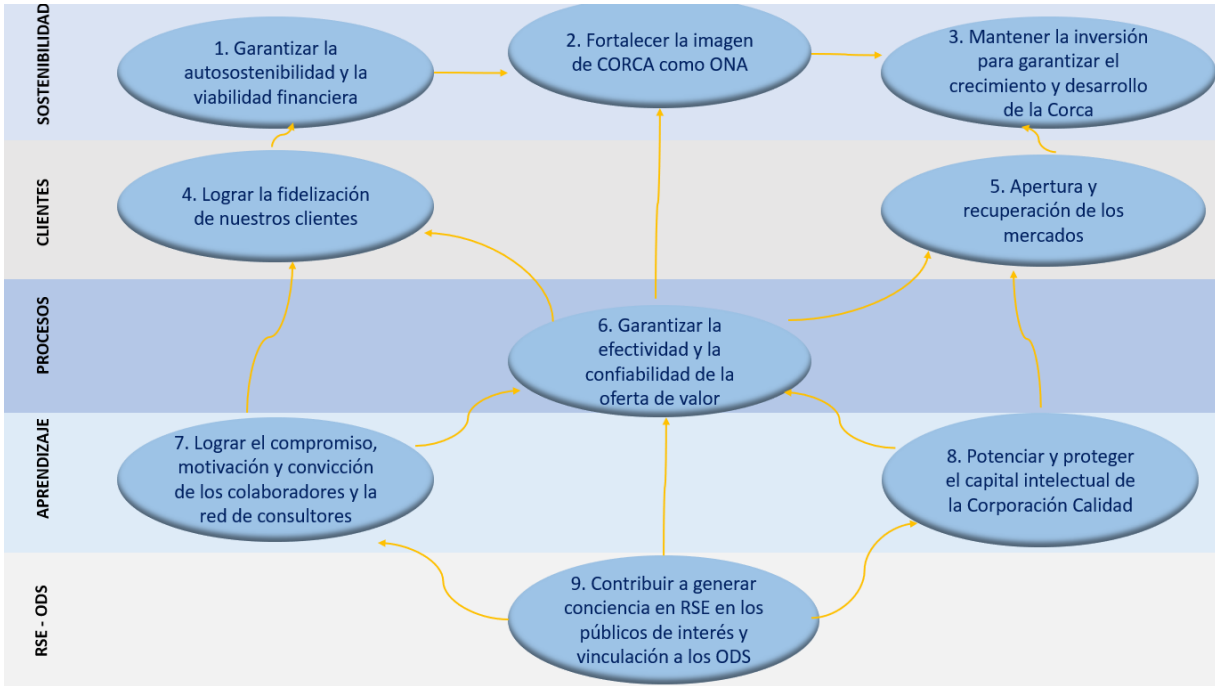 SOSTENIBILIDAD
1. Garantizar la
autosostenibilidad y la
viabilidad financiera
2. Fortalecer la imagen
de CORCA como ONA
3. Mantener la inversión
para garantizar el
crecimiento y desarrollo
de la Corca
CLIENTES
4. Lograr la fidelización
de nuestros clientes
5. Apertura y
recuperación de los
mercados
PROCESOS
6. Garantizar la
efectividad y la
confiabilidad de la
oferta de valor
APRENDIZAJE
7. Lograr el compromiso,
motivación y convicción
de los colaboradores y la
red de consultores
8. Potenciar y proteger
el capital intelectual de
la Corporación Calidad
RSE - ODS
9. Contribuir a generar
conciencia en RSE en los
públicos de interés y
vinculación a los ODS